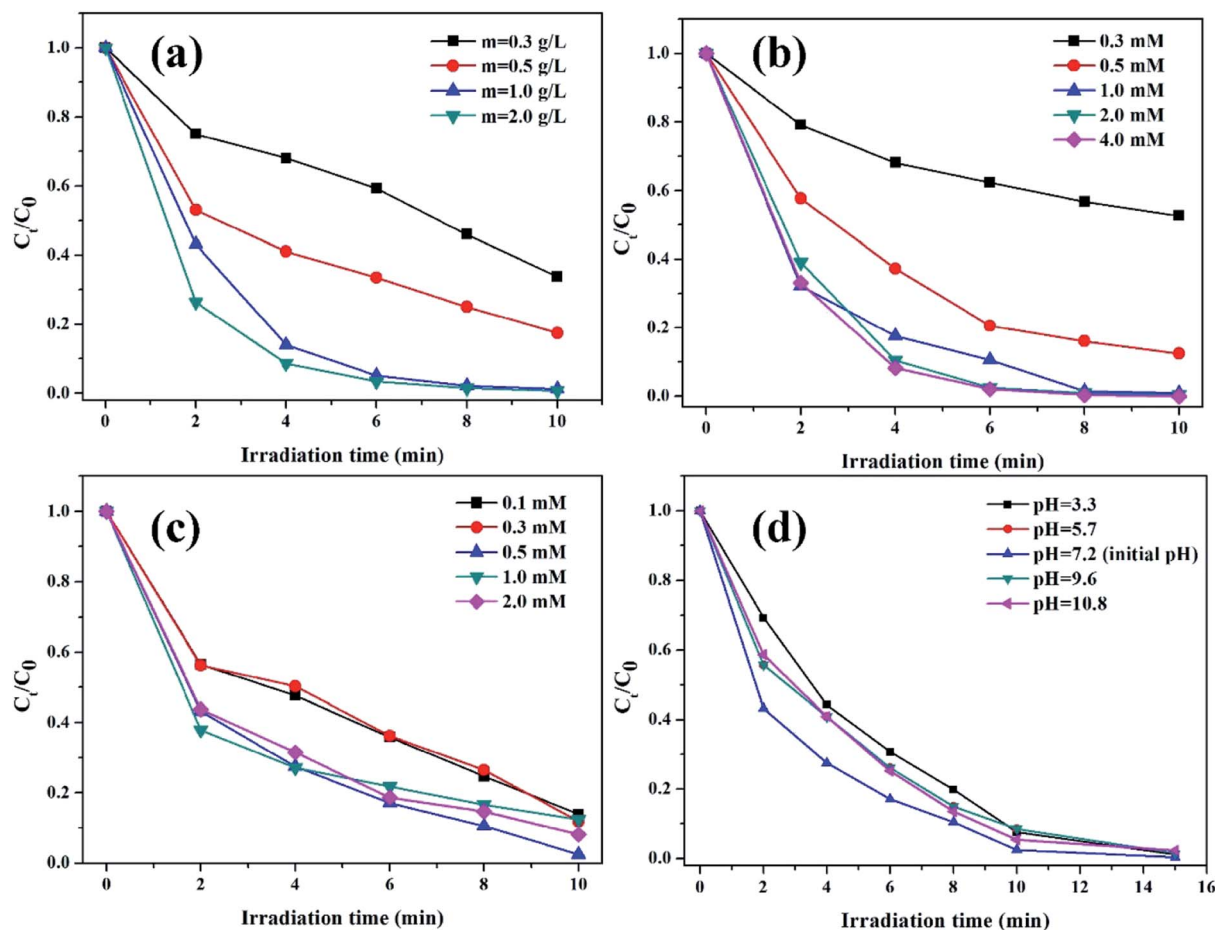 (a)
m=0.3 g/L
m=0.5 g/L
m=1.0 g/L
m=2.0 g/L
1.0
0.8
0.6
0.4
0.2
0.0
Ct/C0
0 2 4 6 8 10
Irradiation time (min)
(b)
0.3 mM
0.5 mM
1.0 mM
2.0 mM
4.0 mM
1.0
0.8
0.6
0.4
0.2
0.0
Ct/C0
0 2 4 6 8 10
Irradiation time (min)
(c)
0.1 mM
0.3 mM
0.5 mM
1.0 mM
2.0 mM
1.0
0.8
0.6
0.4
0.2
0.0
Ct/C0
0 2 4 6 8 10
Irradiation time (min)
(d)
pH=3.3
pH=5.7
pH=7.2 (initial pH)
pH=9.6
pH=10.8
1.0
0.8
0.6
0.4
0.2
0.0
Ct/C0
0 2 4 6 8 10 12 14 16
Irradiation time (min)